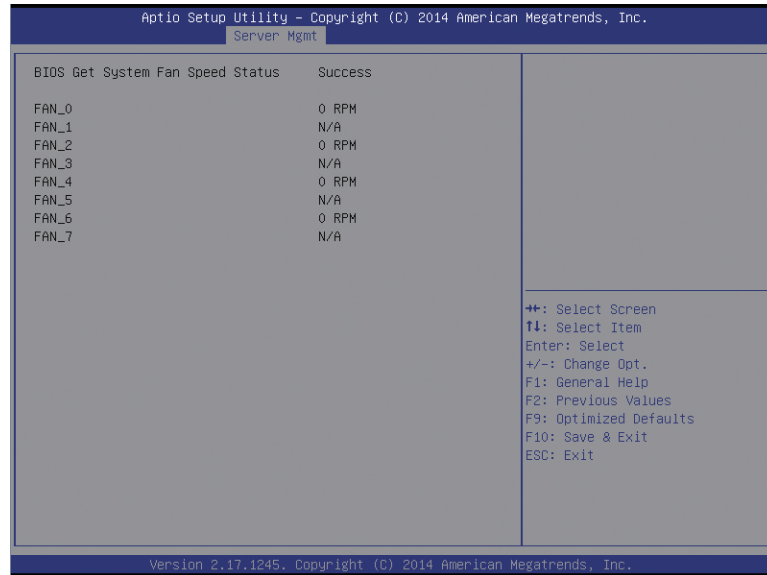 Aptio Setup Utility – Copyright (C) 2014 American Megatrends, Inc.
Server Mgmt
BIOS Get System Fan Speed Status Success
FAN_0 0 RPM
FAN_1 N/A
FAN_2 0 RPM
FAN_3 N/A
FAN_4 0 RPM
FAN_5 N/A
FAN_6 0 RPM
FAN_7 N/A
→←: Select Screen
↑↓: Select Item
Enter: Select
+/-: Change Opt.
F1: General Help
F2: Previous Values
F9: Optimized Defaults
F10: Save & Exit
ESC: Exit
Version 2.17.1245. Copyright (C) 2014 American Megatrends, Inc.